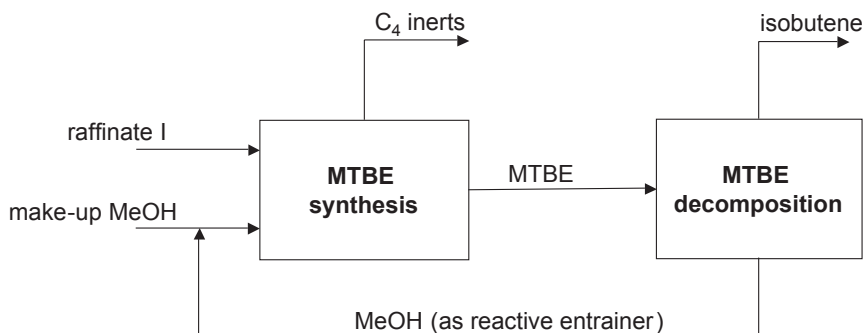 C₄ inerts
isobutene
raffinate I
make-up MeOH
MTBE
synthesis
MTBE
MTBE
decomposition
MeOH (as reactive entrainer)